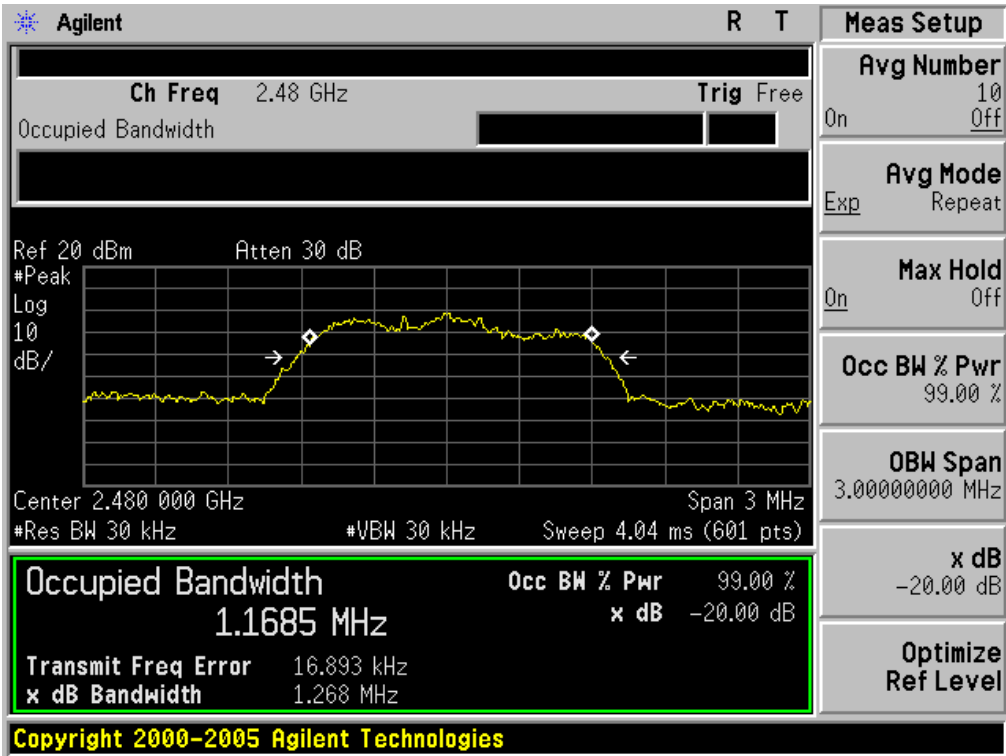 Agilent R T
Ch Freq 2.48 GHz Trig Free
Occupied Bandwidth
Ref 20 dBm Atten 30 dB
#Peak
Log
10
dB/
Center 2.480 000 GHz Span 3 MHz
#Res BW 30 kHz #VBW 30 kHz Sweep 4.04 ms (601 pts)
Occupied Bandwidth Occ BW % Pwr 99.00 %
1.1685 MHz x dB -20.00 dB
Transmit Freq Error 16.893 kHz
x dB Bandwidth 1.268 MHz
Copyright 2000-2005 Agilent Technologies
Meas Setup
Avg Number
10
On Off
Avg Mode
Exp Repeat
Max Hold
On Off
Occ BW % Pwr
99.00 %
OBW Span
3.00000000 MHz
x dB
-20.00 dB
Optimize
Ref Level